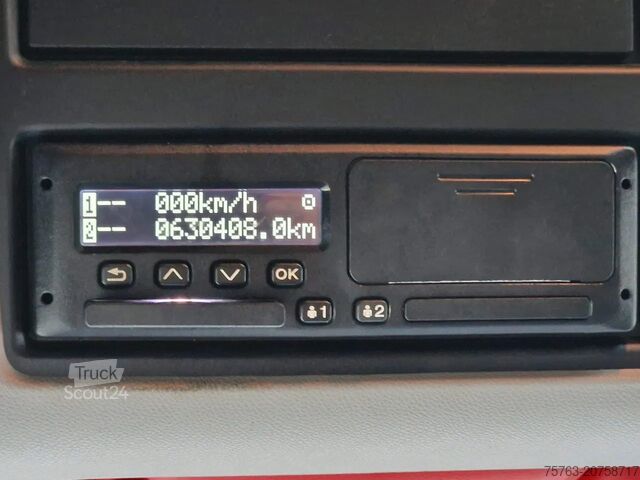 1-- 000km/h
2-- 0630408.0km
OK
1 2
Truck
Scout24
75763-20758717